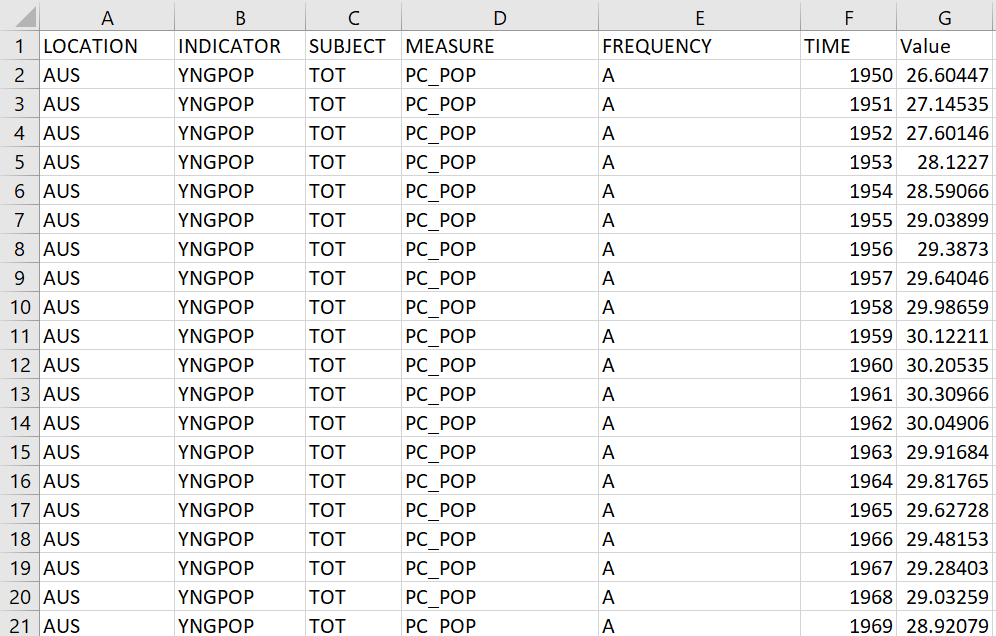 A B C D E F G
1 LOCATION INDICATOR SUBJECT MEASURE FREQUENCY TIME Value
2 AUS YNGPOP TOT PC_POP A 1950 26.60447
3 AUS YNGPOP TOT PC_POP A 1951 27.14535
4 AUS YNGPOP TOT PC_POP A 1952 27.60146
5 AUS YNGPOP TOT PC_POP A 1953 28.1227
6 AUS YNGPOP TOT PC_POP A 1954 28.59066
7 AUS YNGPOP TOT PC_POP A 1955 29.03899
8 AUS YNGPOP TOT PC_POP A 1956 29.3873
9 AUS YNGPOP TOT PC_POP A 1957 29.64046
10 AUS YNGPOP TOT PC_POP A 1958 29.98659
11 AUS YNGPOP TOT PC_POP A 1959 30.12211
12 AUS YNGPOP TOT PC_POP A 1960 30.20535
13 AUS YNGPOP TOT PC_POP A 1961 30.30966
14 AUS YNGPOP TOT PC_POP A 1962 30.04906
15 AUS YNGPOP TOT PC_POP A 1963 29.91684
16 AUS YNGPOP TOT PC_POP A 1964 29.81765
17 AUS YNGPOP TOT PC_POP A 1965 29.62728
18 AUS YNGPOP TOT PC_POP A 1966 29.48153
19 AUS YNGPOP TOT PC_POP A 1967 29.28403
20 AUS YNGPOP TOT PC_POP A 1968 29.03259
21 AUS YNGPOP TOT PC_POP A 1969 28.92079